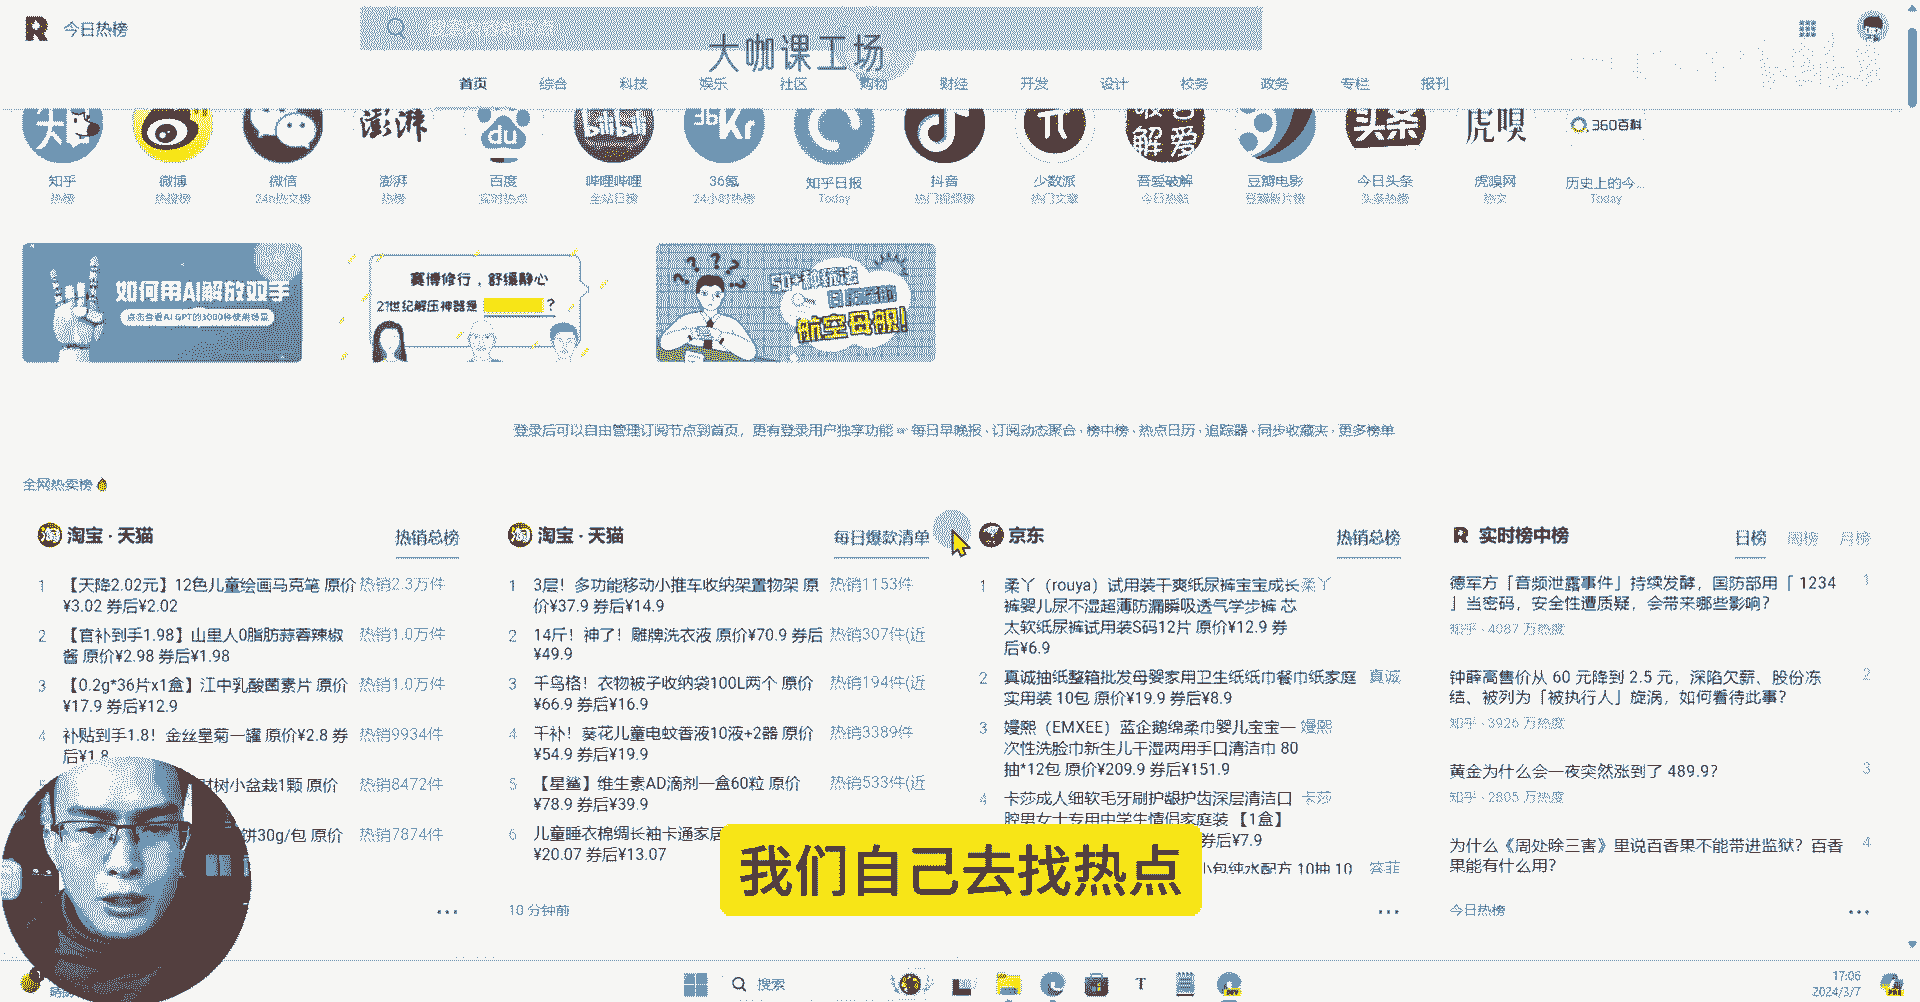 今日热榜
大咖课工场
首页 综合 科技 娱乐 社区 购物 财经 开发 设计 校务 政务 专栏 报刊
知乎 微博 微信 澎湃 百度 哔哩哔哩 36氪 知乎日报 抖音 少数派 吾爱破解 豆瓣电影 今日头条 虎嗅网 历史上的今...
热榜 热搜榜 24h热文榜 热榜 实时热点 全站日榜 24小时热榜 Today 热门视频榜 热门文章 今日热帖 头条热榜 热文 Today
澎湃
du
bilibili
36Kr
头条
虎嗅
360百科
如何用AI解放双手
点击查看AI GPT的3000种使用场景
赛博修行，舒缓静心
21世纪解压神器是 ？
50+种玩法
航空母舰!
登录后可以自由管理订阅节点到首页，更有登录用户独享功能 ☞ 每日早晚报 · 订阅动态聚合 · 榜中榜 · 热点日历 · 追踪器 · 同步收藏夹 · 更多榜单
全网热卖榜
淘宝 · 天猫 热销总榜
1 【天降2.02元】12色儿童绘画马克笔 原价 热销2.3万件
¥3.02 券后¥2.02
2 【官补到手1.98】山里人0脂肪蒜蓉辣椒 热销1.0万件
酱 原价¥2.98 券后¥1.98
3 【0.2g*36片x1盒】江中乳酸菌素片 原价 热销1.0万件
¥17.9 券后¥12.9
4 补贴到手1.8！金丝皇菊一罐 原价¥2.8 券 热销9934件
后¥1.8
财树小盆栽1颗 原价 热销8472件
饼30g/包 原价 热销7874件
淘宝 · 天猫 每日爆款清单
1 3层！多功能移动小推车收纳架置物架 原 热销1153件
价¥37.9 券后¥14.9
2 14斤！神了！雕牌洗衣液 原价¥70.9 券后 热销307件(近
¥49.9
3 千鸟格！衣物被子收纳袋100L两个 原价 热销194件(近
¥66.9 券后¥16.9
4 千补！葵花儿童电蚊香液10液+2器 原价 热销3389件
¥54.9 券后¥19.9
5 【星鲨】维生素AD滴剂一盒60粒 原价 热销533件(近
¥78.9 券后¥39.9
6 儿童睡衣棉绸长袖卡通家居
¥20.07 券后¥13.07
10 分钟前
京东 热销总榜
1 柔丫（rouya）试用装干爽纸尿裤宝宝成长 柔丫
裤婴儿尿不湿超薄防漏瞬吸透气学步裤 芯
太软纸尿裤试用装S码12片 原价¥12.9 券
后¥6.9
2 真诚抽纸整箱批发母婴家用卫生纸纸巾餐巾纸家庭 真诚
实用装 10包 原价¥19.9 券后¥8.9
3 嫚熙（EMXEE）蓝企鹅绵柔巾婴儿宝宝一 嫚熙
次性洗脸巾新生儿干湿两用手口清洁巾 80
抽*12包 原价¥209.9 券后¥151.9
4 卡莎成人细软毛牙刷护龈护齿深层清洁口 卡莎
腔男女士专用中学生情侣家庭装 【1盒】
券后¥7.9
小包纯水配方 10抽 10
R 实时榜中榜 日榜 周榜 月榜
德军方「音频泄露事件」持续发酵，国防部用「 1234 1
」当密码，安全性遭质疑，会带来哪些影响？
知乎 · 4087 万热度
钟薛高售价从 60 元降到 2.5 元，深陷欠薪、股份冻 2
结、被列为「被执行人」旋涡，如何看待此事？
知乎 · 3926 万热度
黄金为什么会一夜突然涨到了 489.9？ 3
知乎 · 2805 万热度
为什么《周处除三害》里说百香果不能带进监狱？百香 4
果能有什么用？
今日热榜
我们自己去找热点
搜索
17:06
2024/3/7